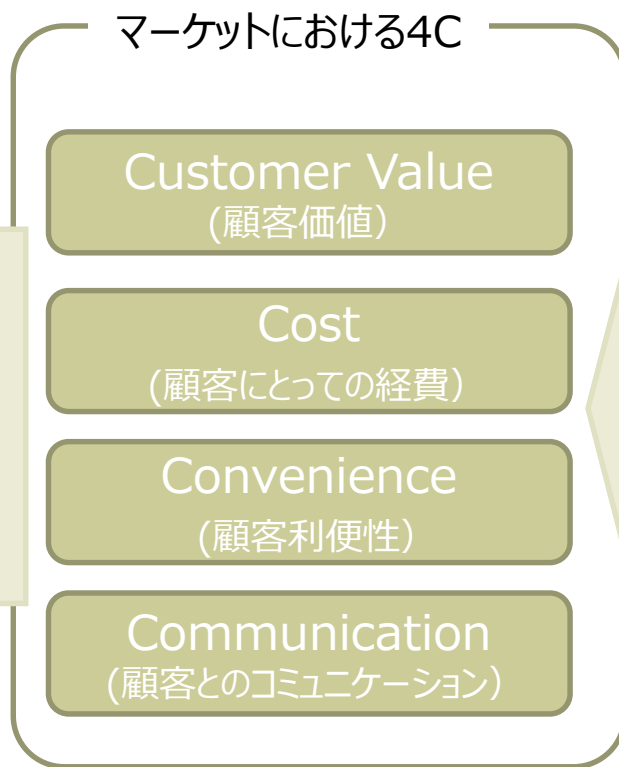 マーケットにおける4C
Customer Value
(顧客価値）
Cost
(顧客にとっての経費）
Convenience
(顧客利便性）
Communication
(顧客とのコミュニケーション）